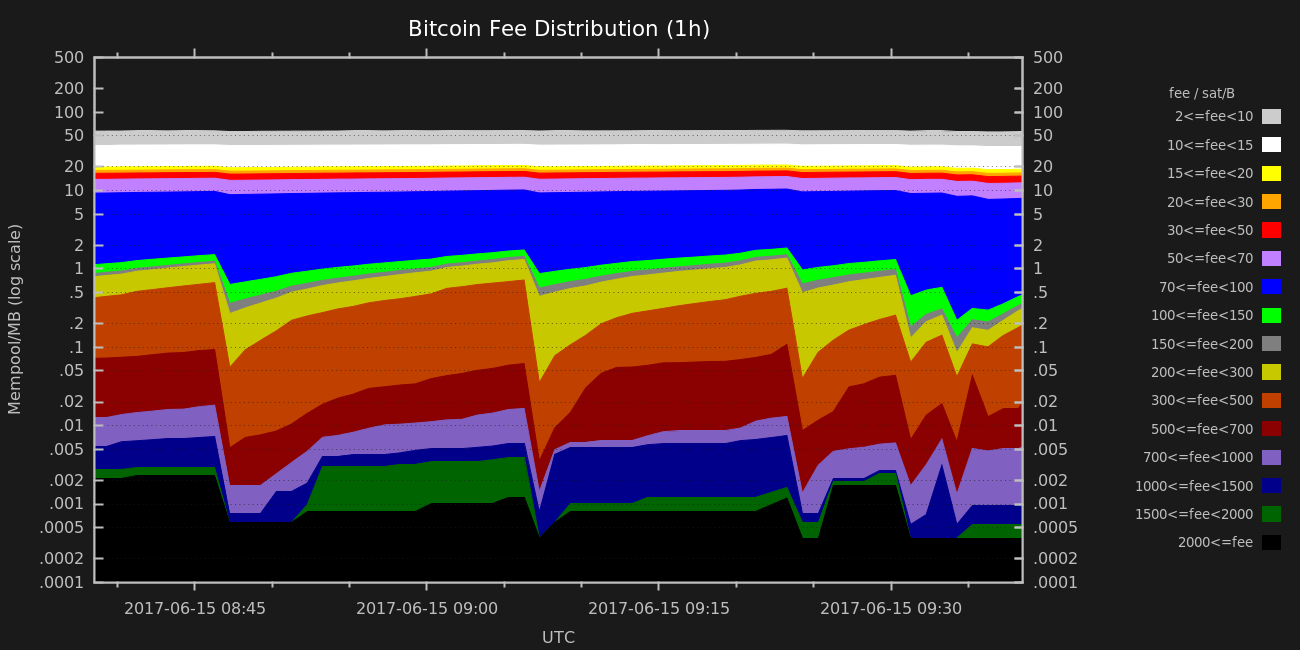 Bitcoin Fee Distribution (1h)
500
200
100
50
20
10
5
2
1
.5
.2
.1
.05
.02
.01
.005
.002
.001
.0005
.0002
.0001
Mempool/MB (log scale)
500
200
100
50
20
10
5
2
1
.5
.2
.1
.05
.02
.01
.005
.002
.001
.0005
.0002
.0001
2017-06-15 08:45
2017-06-15 09:00
2017-06-15 09:15
2017-06-15 09:30
UTC
fee / sat/B
2<=fee<10
10<=fee<15
15<=fee<20
20<=fee<30
30<=fee<50
50<=fee<70
70<=fee<100
100<=fee<150
150<=fee<200
200<=fee<300
300<=fee<500
500<=fee<700
700<=fee<1000
1000<=fee<1500
1500<=fee<2000
2000<=fee